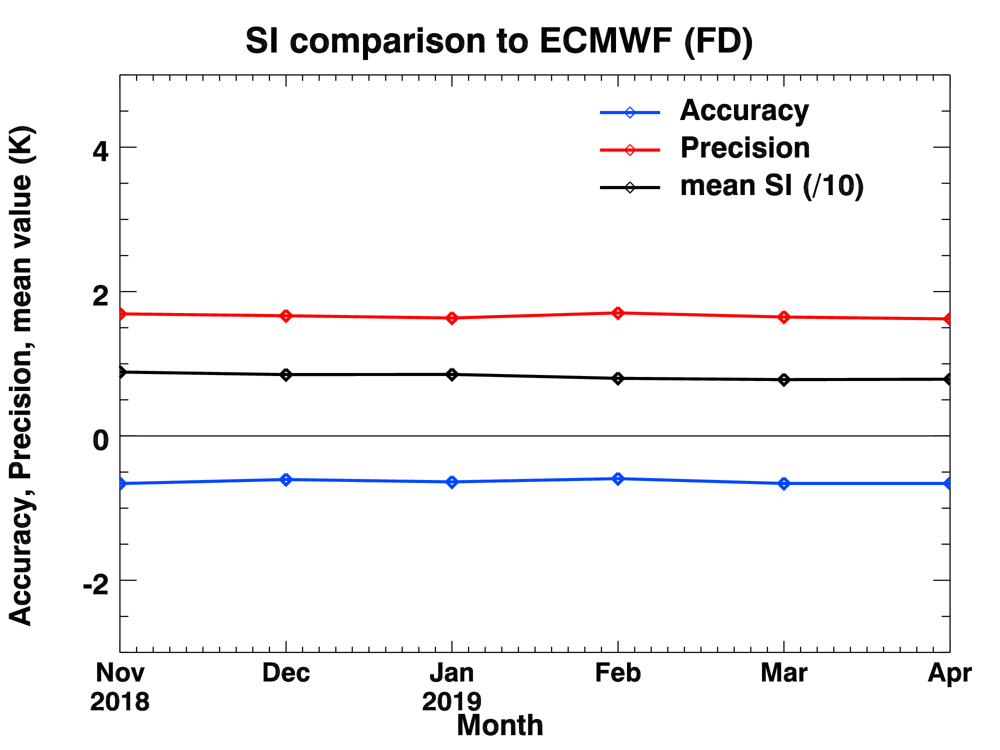 SI comparison to ECMWF (FD)
Accuracy, Precision, mean value (K)
Accuracy
Precision
mean SI (/10)
4
2
0
-2
Nov Dec Jan Feb Mar Apr
2018 2019
Month